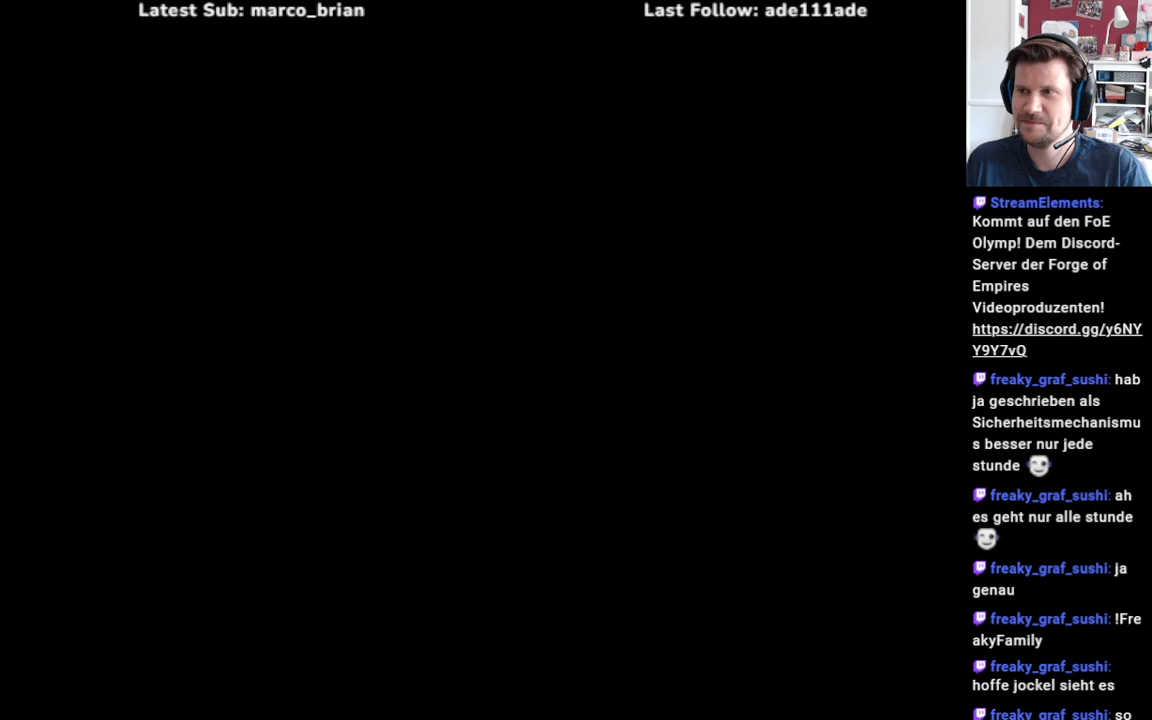 Latest Sub: marco_brian
Last Follow: ade111ade
StreamElements:
Kommt auf den FoE
Olymp! Dem Discord-
Server der Forge of
Empires
Videoproduzenten!
https://discord.gg/y6NY
Y9Y7vQ
freaky_graf_sushi: hab
ja geschrieben als
Sicherheitsmechanismu
s besser nur jede
stunde
freaky_graf_sushi: ah
es geht nur alle stunde
freaky_graf_sushi: ja
genau
freaky_graf_sushi: !Fre
akyFamily
freaky_graf_sushi:
hoffe jockel sieht es
freaky_graf_sushi: so